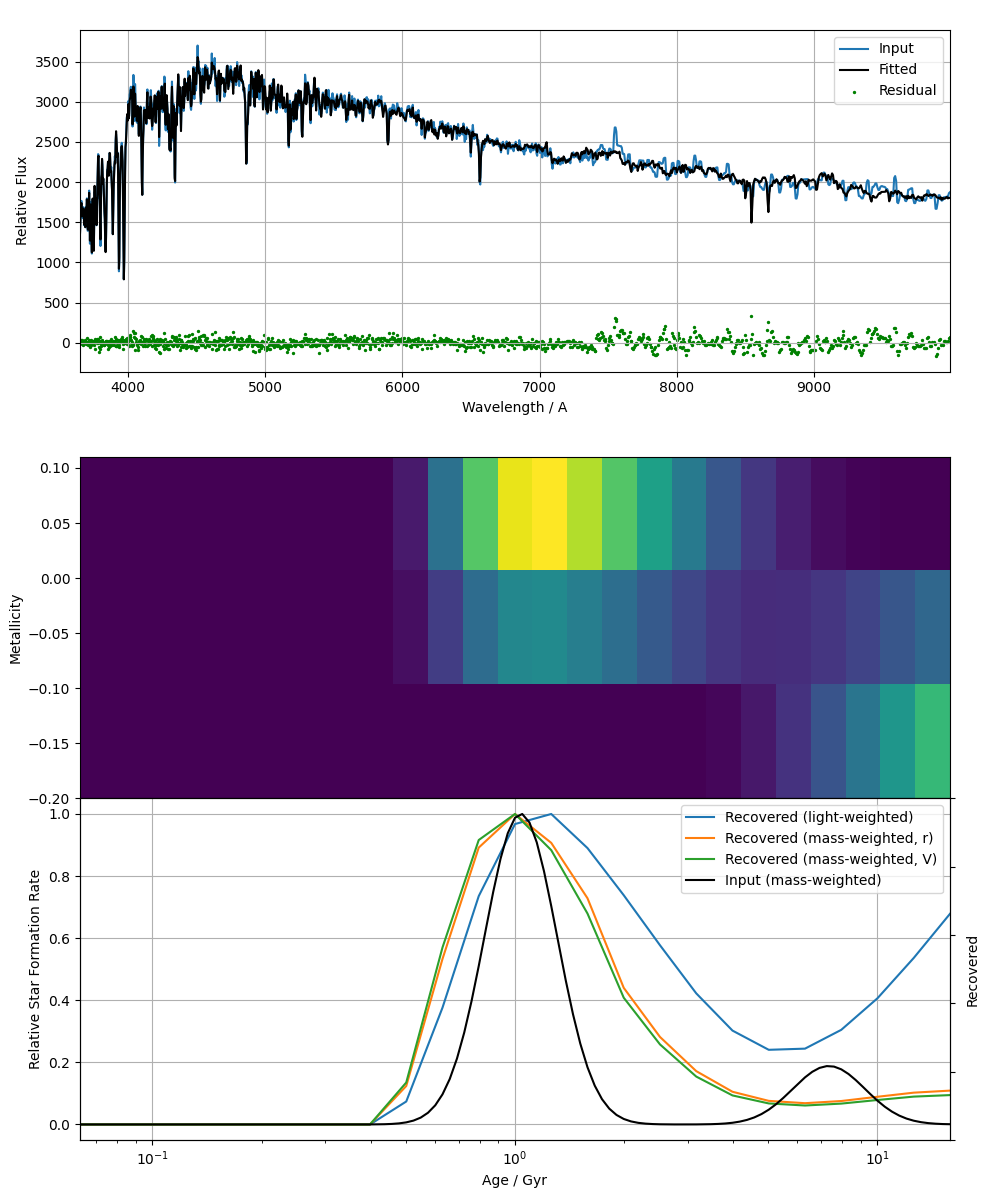 Relative Flux
3500
3000
2500
2000
1500
1000
500
0
Input
Fitted
Residual
4000 5000 6000 7000 8000 9000
Wavelength / A
Metallicity
0.10
0.05
0.00
−0.05
−0.10
−0.15
−0.20
Relative Star Formation Rate
1.0
0.8
0.6
0.4
0.2
0.0
Recovered (light-weighted)
Recovered (mass-weighted, r)
Recovered (mass-weighted, V)
Input (mass-weighted)
Recovered
10⁻¹ 10⁰ 10¹
Age / Gyr